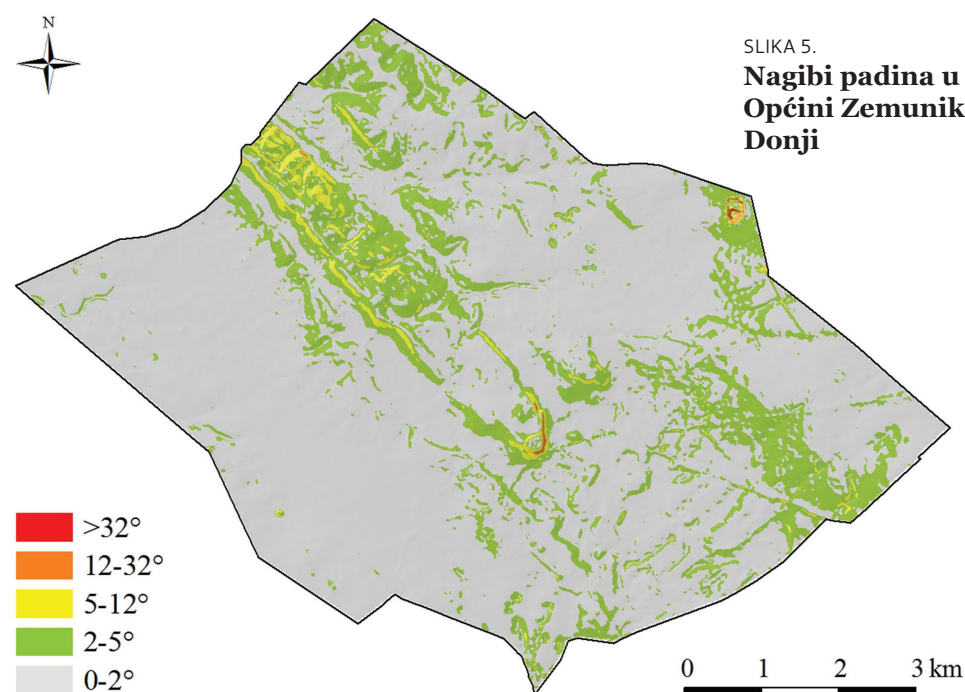 N
SLIKA 5.
Nagibi padina u
Općini Zemunik
Donji
>32°
12-32°
5-12°
2-5°
0-2°
0 1 2 3 km